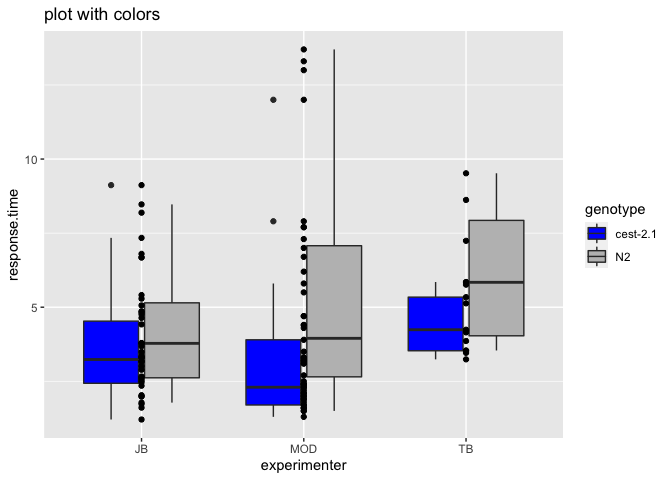 plot with colors
response.time
10
5
JB
MOD
TB
experimenter
genotype
cest-2.1
N2